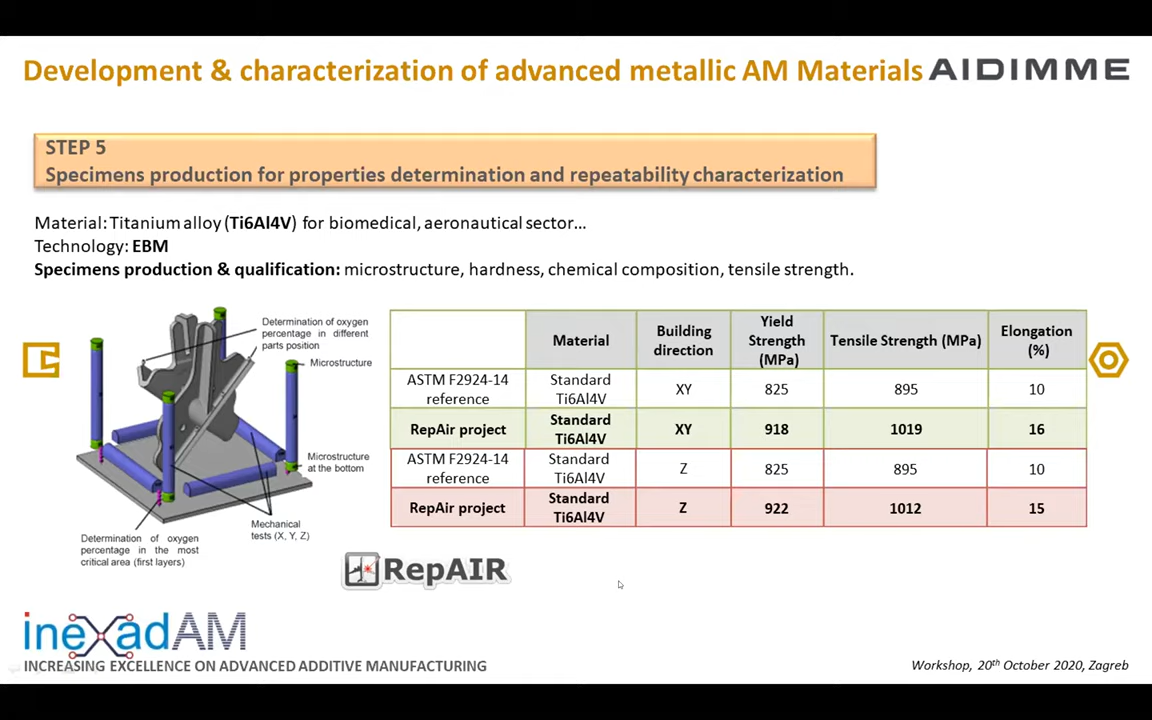 Development & characterization of advanced metallic AM Materials
AIDIMME
STEP 5
Specimens production for properties determination and repeatability characterization
Material: Titanium alloy (Ti6Al4V) for biomedical, aeronautical sector…
Technology: EBM
Specimens production & qualification: microstructure, hardness, chemical composition, tensile strength.
Determination of oxygen
percentage in different
parts position
Microstructure
Microstructure
at the bottom
Mechanical
tests (X, Y, Z)
Determination of oxygen
percentage in the most
critical area (first layers)
Material
Building
direction
Yield
Strength
(MPa)
Tensile Strength (MPa)
Elongation
(%)
ASTM F2924-14
reference
Standard
Ti6Al4V
XY
825
895
10
RepAir project
Standard
Ti6Al4V
XY
918
1019
16
ASTM F2924-14
reference
Standard
Ti6Al4V
Z
825
895
10
RepAir project
Standard
Ti6Al4V
Z
922
1012
15
RepAIR
inexadAM
INCREASING EXCELLENCE ON ADVANCED ADDITIVE MANUFACTURING
Workshop, 20th October 2020, Zagreb